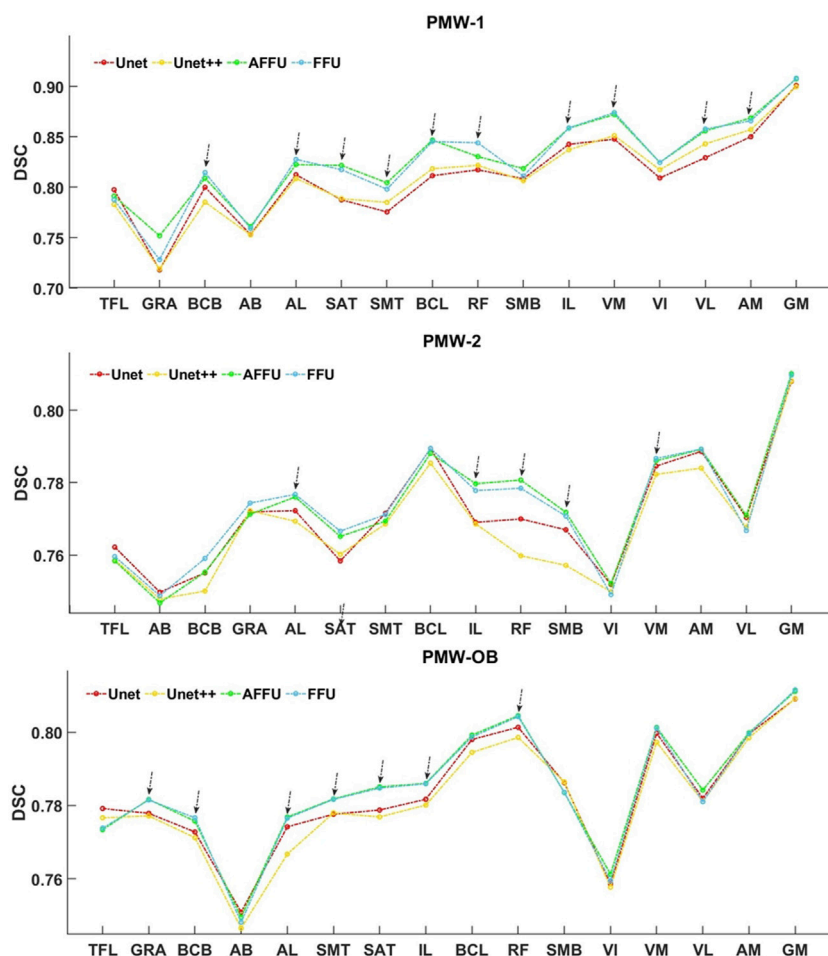 PMW-1
Unet Unet++ AFFU FFU
0.90
0.85
0.80
0.75
0.70
DSC
TFL GRA BCB AB AL SAT SMT BCL RF SMB IL VM VI VL AM GM
PMW-2
Unet Unet++ AFFU FFU
0.80
0.78
0.76
DSC
TFL AB BCB GRA AL SAT SMT BCL IL RF SMB VI VM AM VL GM
PMW-OB
Unet Unet++ AFFU FFU
0.80
0.78
0.76
DSC
TFL GRA BCB AB AL SMT SAT IL BCL RF SMB VI VM VL AM GM